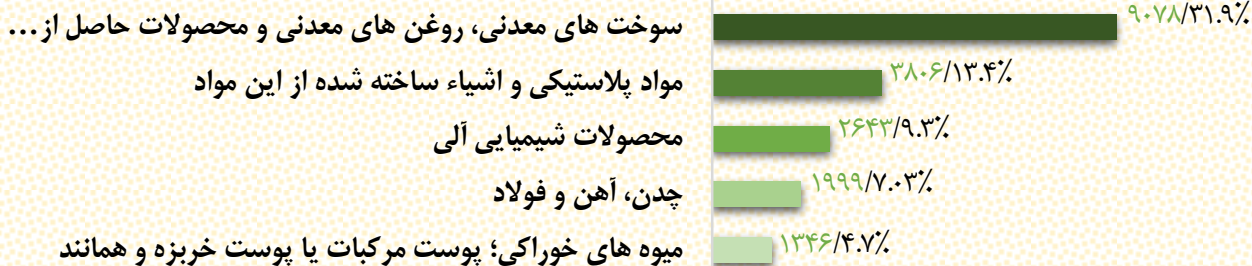 سوخت های معدنی، روغن های معدنی و محصولات حاصل از... ۹۰۷۸/۳۱.۹٪
مواد پلاستیکی و اشیاء ساخته شده از این مواد ۳۸۰۶/۱۳.۴٪
محصولات شیمیایی آلی ۲۶۴۳/۹.۳٪
چدن، آهن و فولاد ۱۹۹۹/۷.۰۳٪
میوه های خوراکی؛ پوست مرکبات یا پوست خربزه و همانند ۱۳۴۶/۴.۷٪